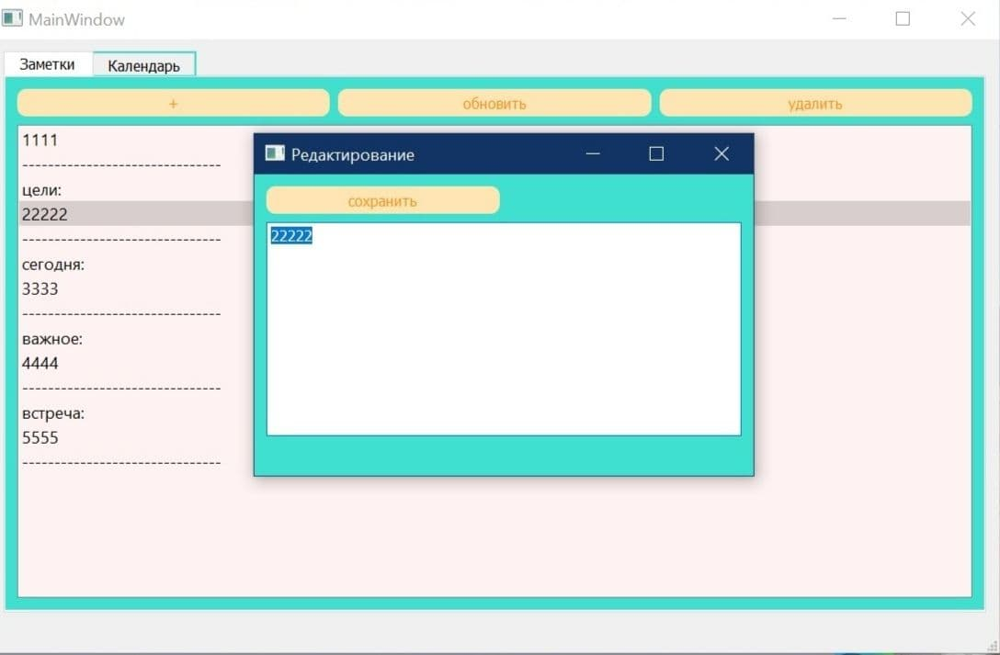 MainWindow
Заметки
Календарь
+
обновить
удалить
1111
-------------------------------
цели:
22222
-------------------------------
сегодня:
3333
-------------------------------
важное:
4444
-------------------------------
встреча:
5555
-------------------------------
Редактирование
сохранить
22222